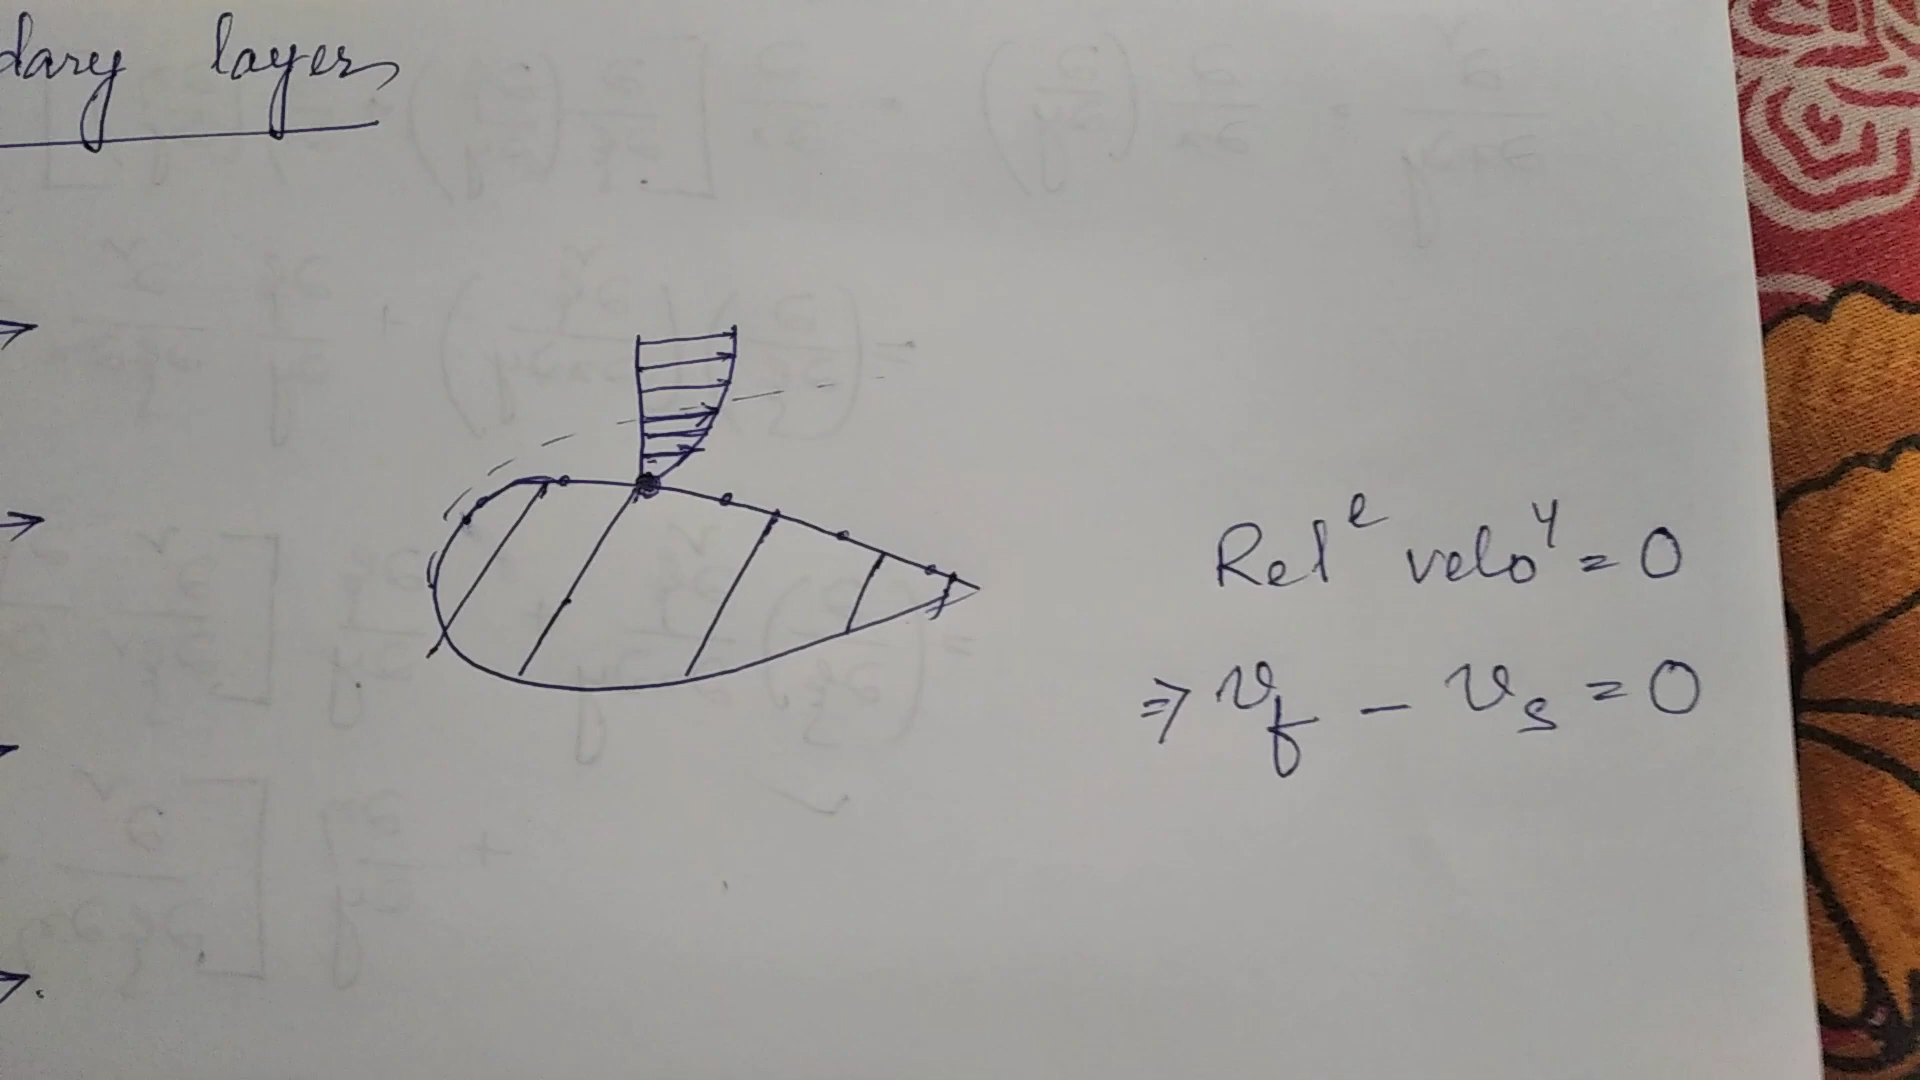 dary layer
Rel^e velo^y = 0
⇒ v_f - v_s = 0